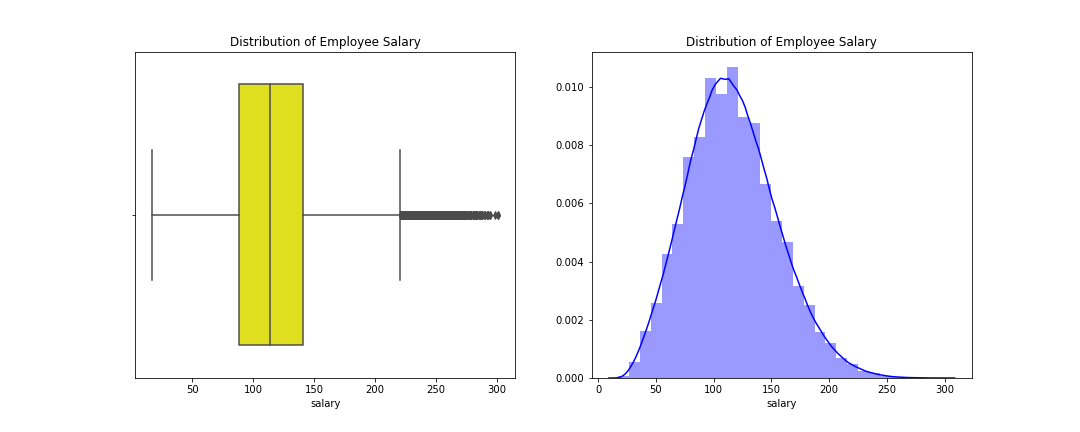 Distribution of Employee Salary
50 100 150 200 250 300
salary
Distribution of Employee Salary
0.010
0.008
0.006
0.004
0.002
0.000
0 50 100 150 200 250 300
salary